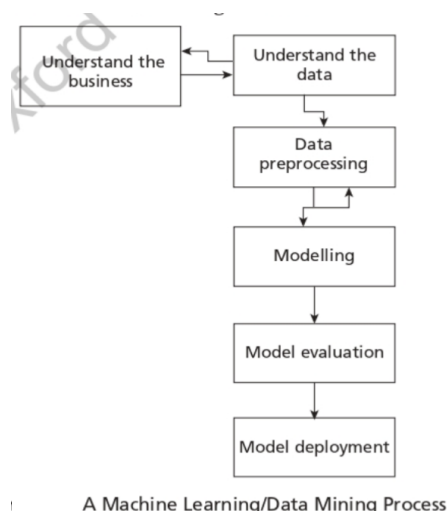 Understand the
business
Understand the
data
Data
preprocessing
Modelling
Model evaluation
Model deployment
A Machine Learning/Data Mining Process